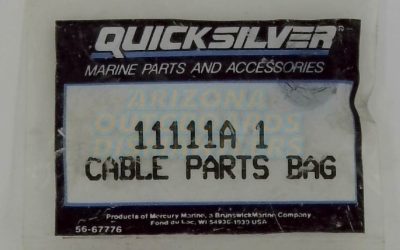 QUICKSILVER®
MARINE PARTS AND ACCESSORIES
ARIZONA
OUTBOARDS
11111A 1
CABLE PARTS BAG
Products of Mercury Marine, a Brunswick Marine Company
Fond du Lac, WI 54936-1939 USA
56-67776